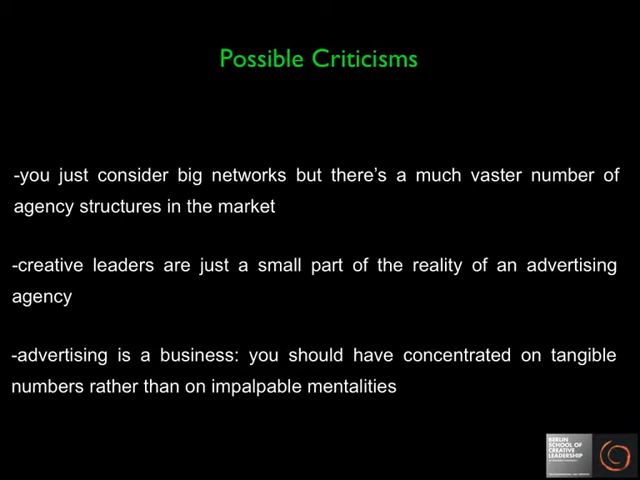 Possible Criticisms
-you just consider big networks but there's a much vaster number of
agency structures in the market
-creative leaders are just a small part of the reality of an advertising
agency
-advertising is a business: you should have concentrated on tangible
numbers rather than on impalpable mentalities
BERLIN
SCHOOL OF
CREATIVE
LEADERSHIP